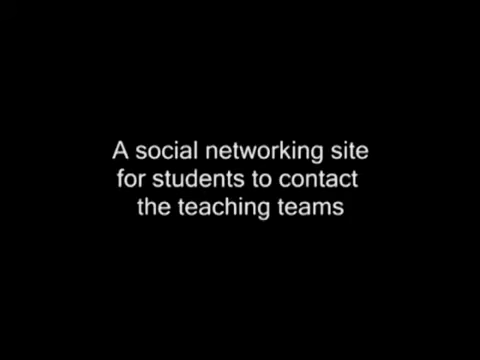 A social networking site
for students to contact
the teaching teams